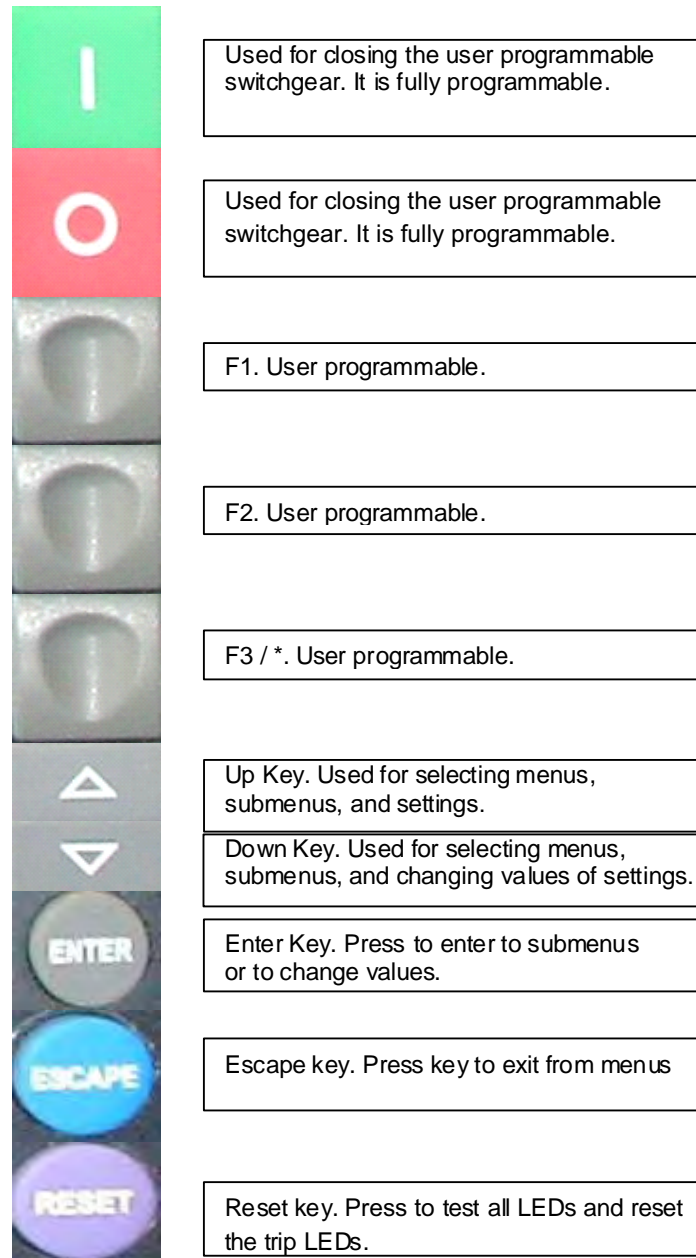 I
Used for closing the user programmable
switchgear. It is fully programmable.
O
Used for closing the user programmable
switchgear. It is fully programmable.
F1. User programmable.
F2. User programmable.
F3 / *. User programmable.
Up Key. Used for selecting menus,
submenus, and settings.
Down Key. Used for selecting menus,
submenus, and changing values of settings.
ENTER
Enter Key. Press to enter to submenus
or to change values.
ESCAPE
Escape key. Press key to exit from menus
RESET
Reset key. Press to test all LEDs and reset
the trip LEDs.